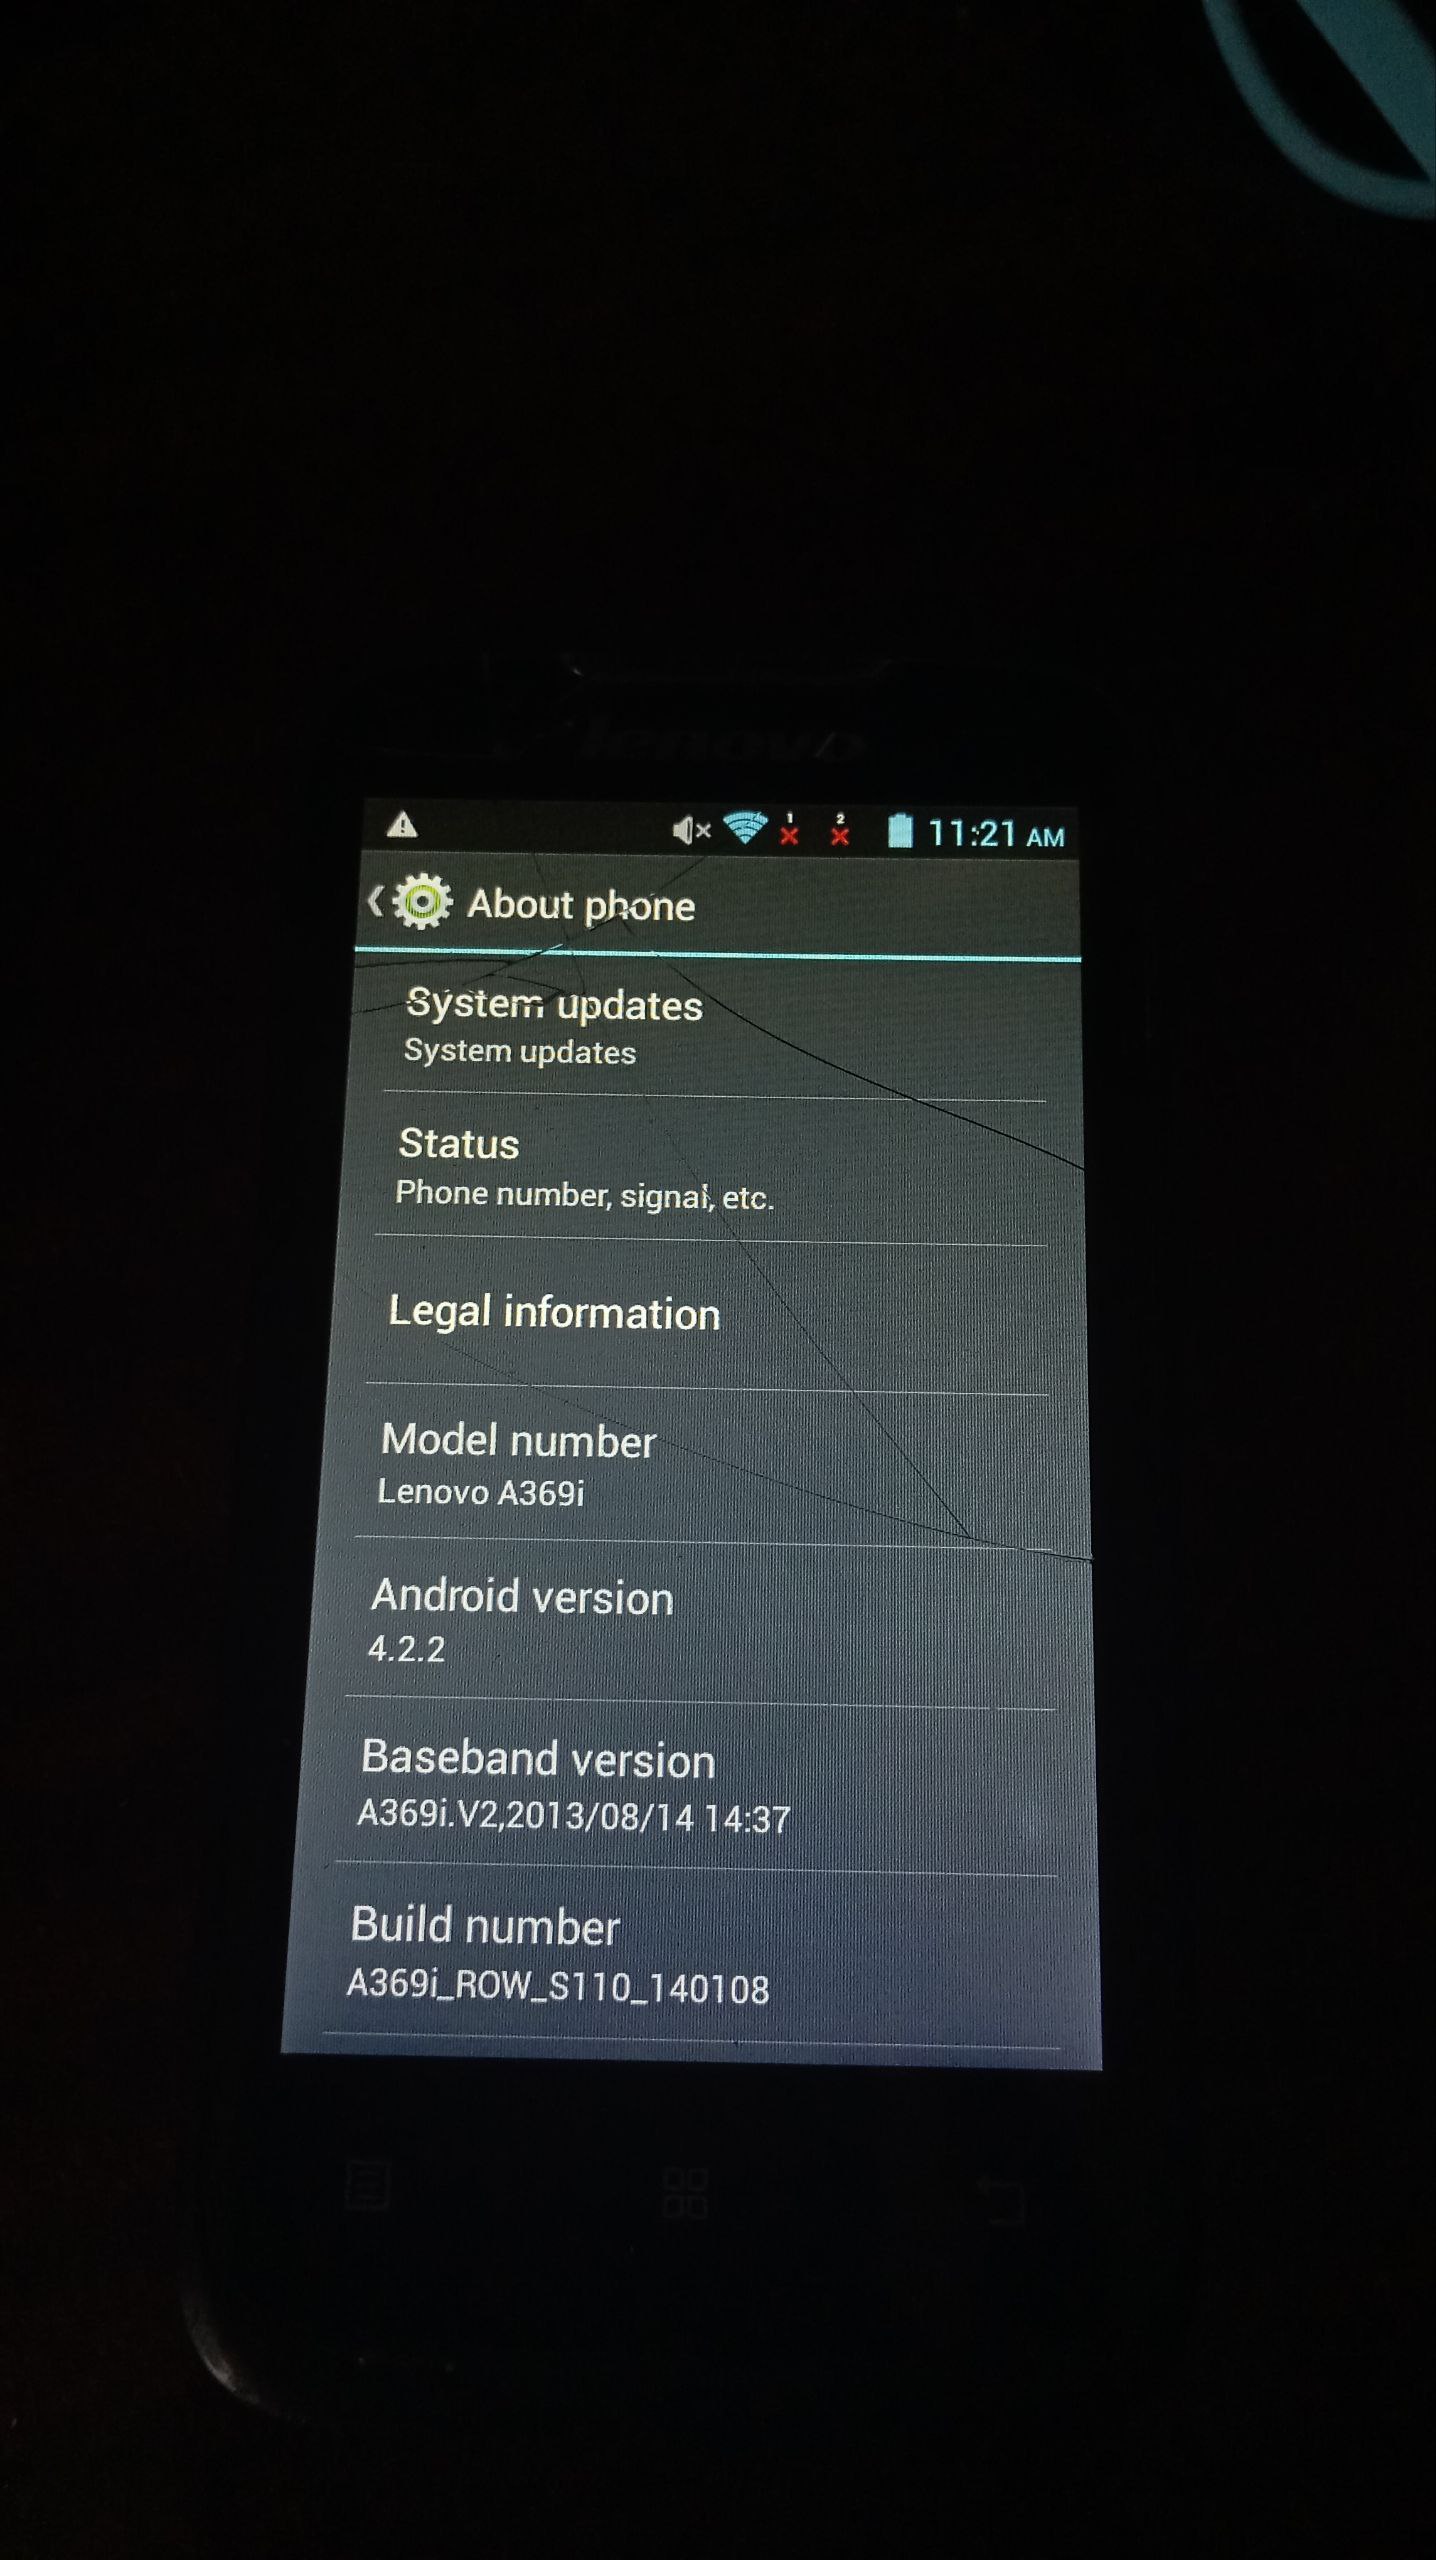 lenovo
1 2 11:21 AM
About phone
System updates
System updates
Status
Phone number, signal, etc.
Legal information
Model number
Lenovo A369i
Android version
4.2.2
Baseband version
A369i.V2,2013/08/14 14:37
Build number
A369i_ROW_S110_140108